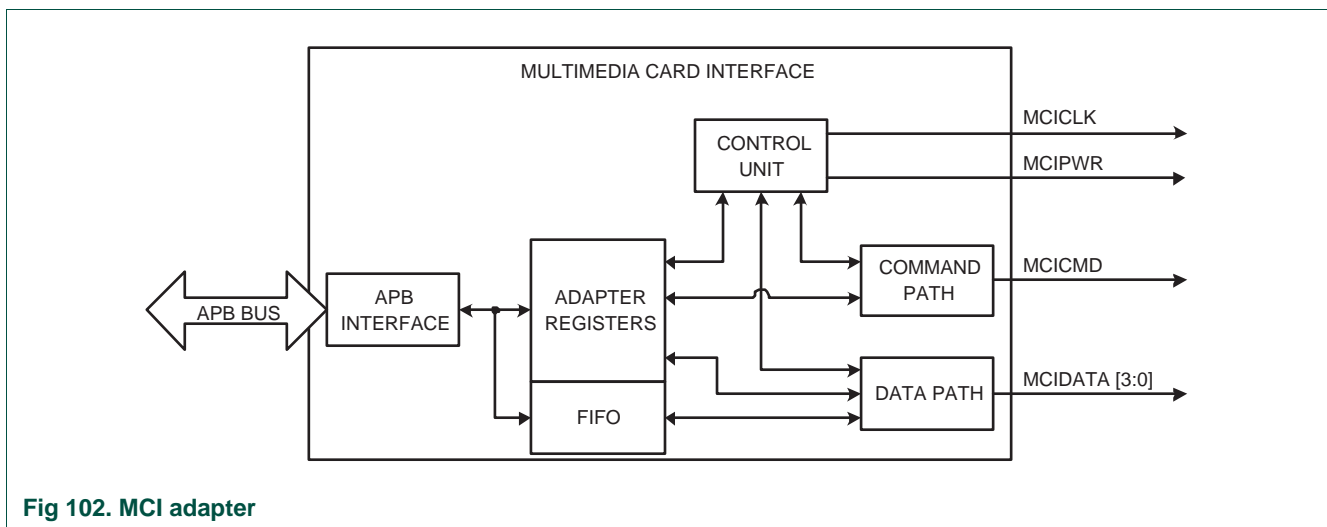 MULTIMEDIA CARD INTERFACE
MCICLK
CONTROL
UNIT
MCIPWR
APB BUS
APB
INTERFACE
ADAPTER
REGISTERS
COMMAND
PATH
MCICMD
FIFO
DATA PATH
MCIDATA [3:0]
Fig 102. MCI adapter